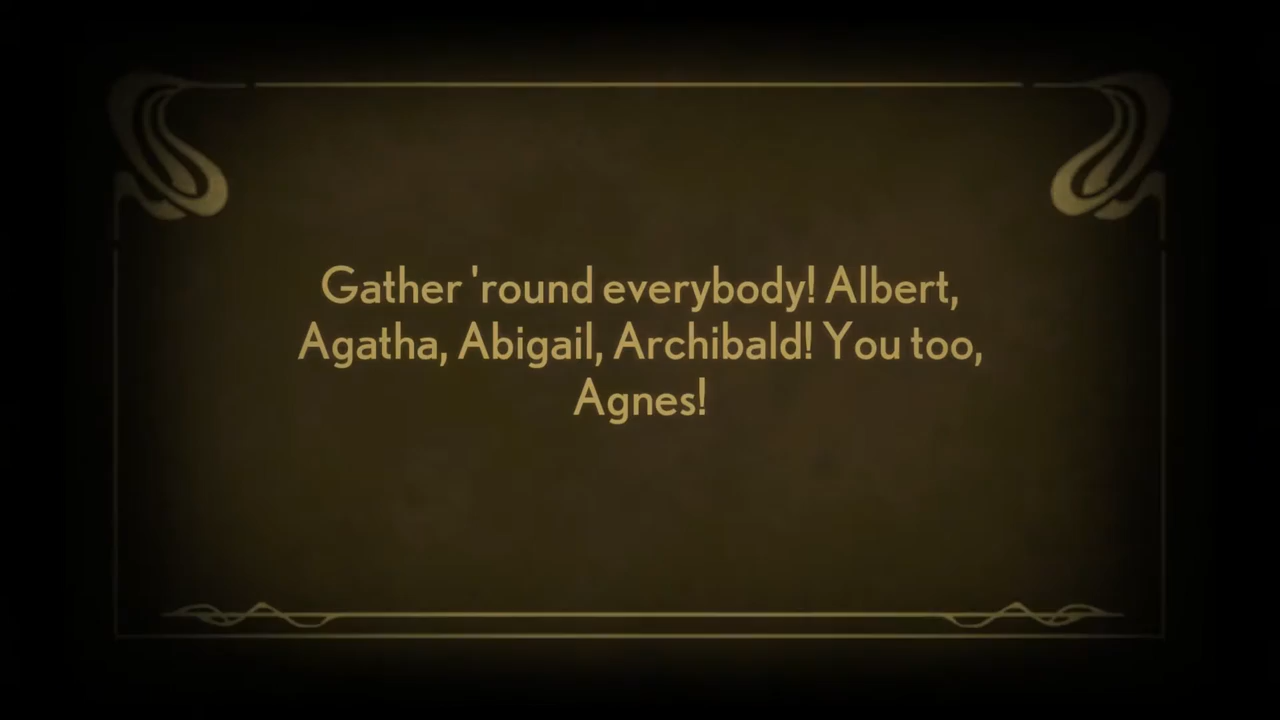 Gather 'round everybody! Albert,
Agatha, Abigail, Archibald! You too,
Agnes!